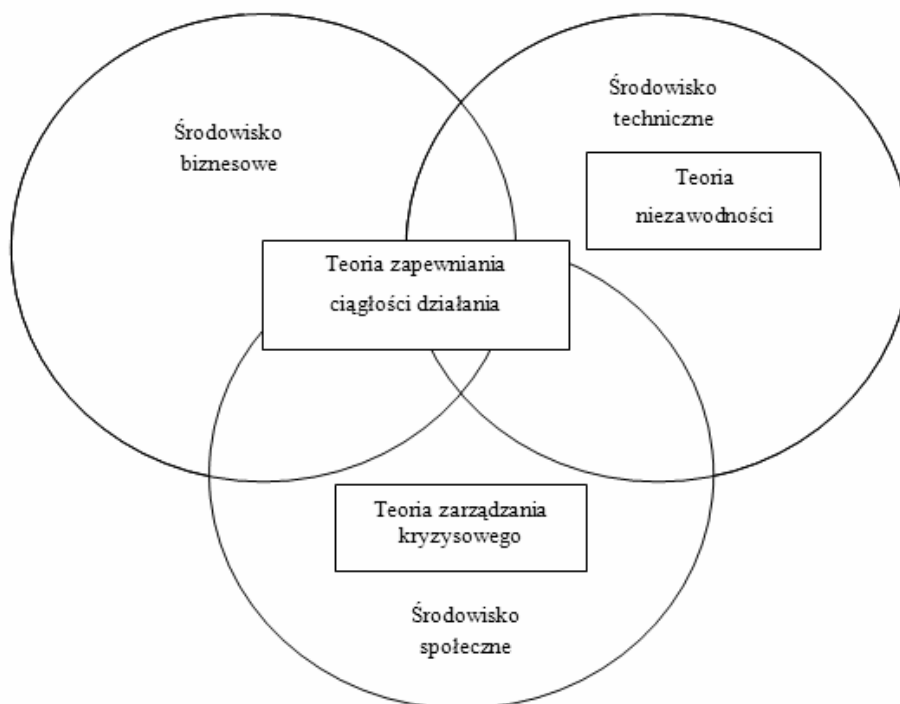 Środowisko
biznesowe
Środowisko
techniczne
Teoria
niezawodności
Teoria zapewniania
ciągłości działania
Teoria zarządzania
kryzysowego
Środowisko
społeczne